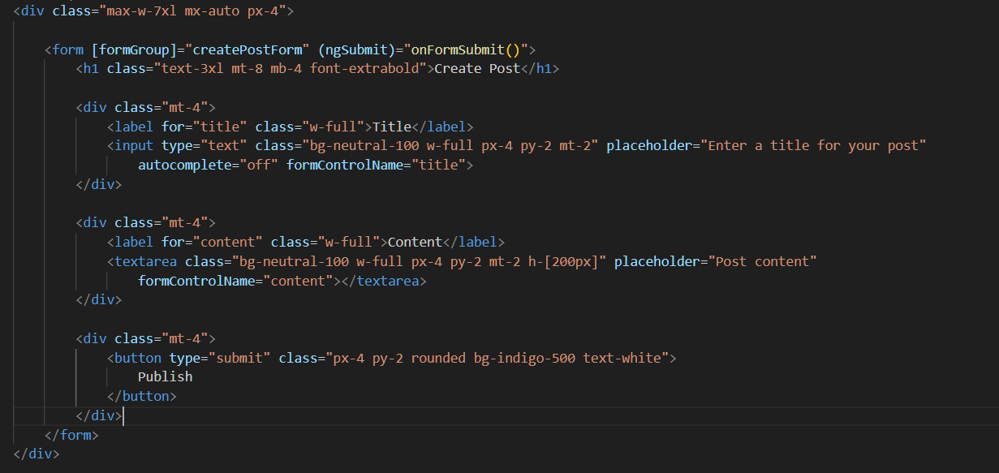 <div class="max-w-7xl mx-auto px-4">
<form [formGroup]="createPostForm" (ngSubmit)="onFormSubmit()">
<h1 class="text-3xl mt-8 mb-4 font-extrabold">Create Post</h1>
<div class="mt-4">
<label for="title" class="w-full">Title</label>
<input type="text" class="bg-neutral-100 w-full px-4 py-2 mt-2" placeholder="Enter a title for your post"
autocomplete="off" formControlName="title">
</div>
<div class="mt-4">
<label for="content" class="w-full">Content</label>
<textarea class="bg-neutral-100 w-full px-4 py-2 mt-2 h-[200px]" placeholder="Post content"
formControlName="content"></textarea>
</div>
<div class="mt-4">
<button type="submit" class="px-4 py-2 rounded bg-indigo-500 text-white">
Publish
</button>
</div>
</form>
</div>